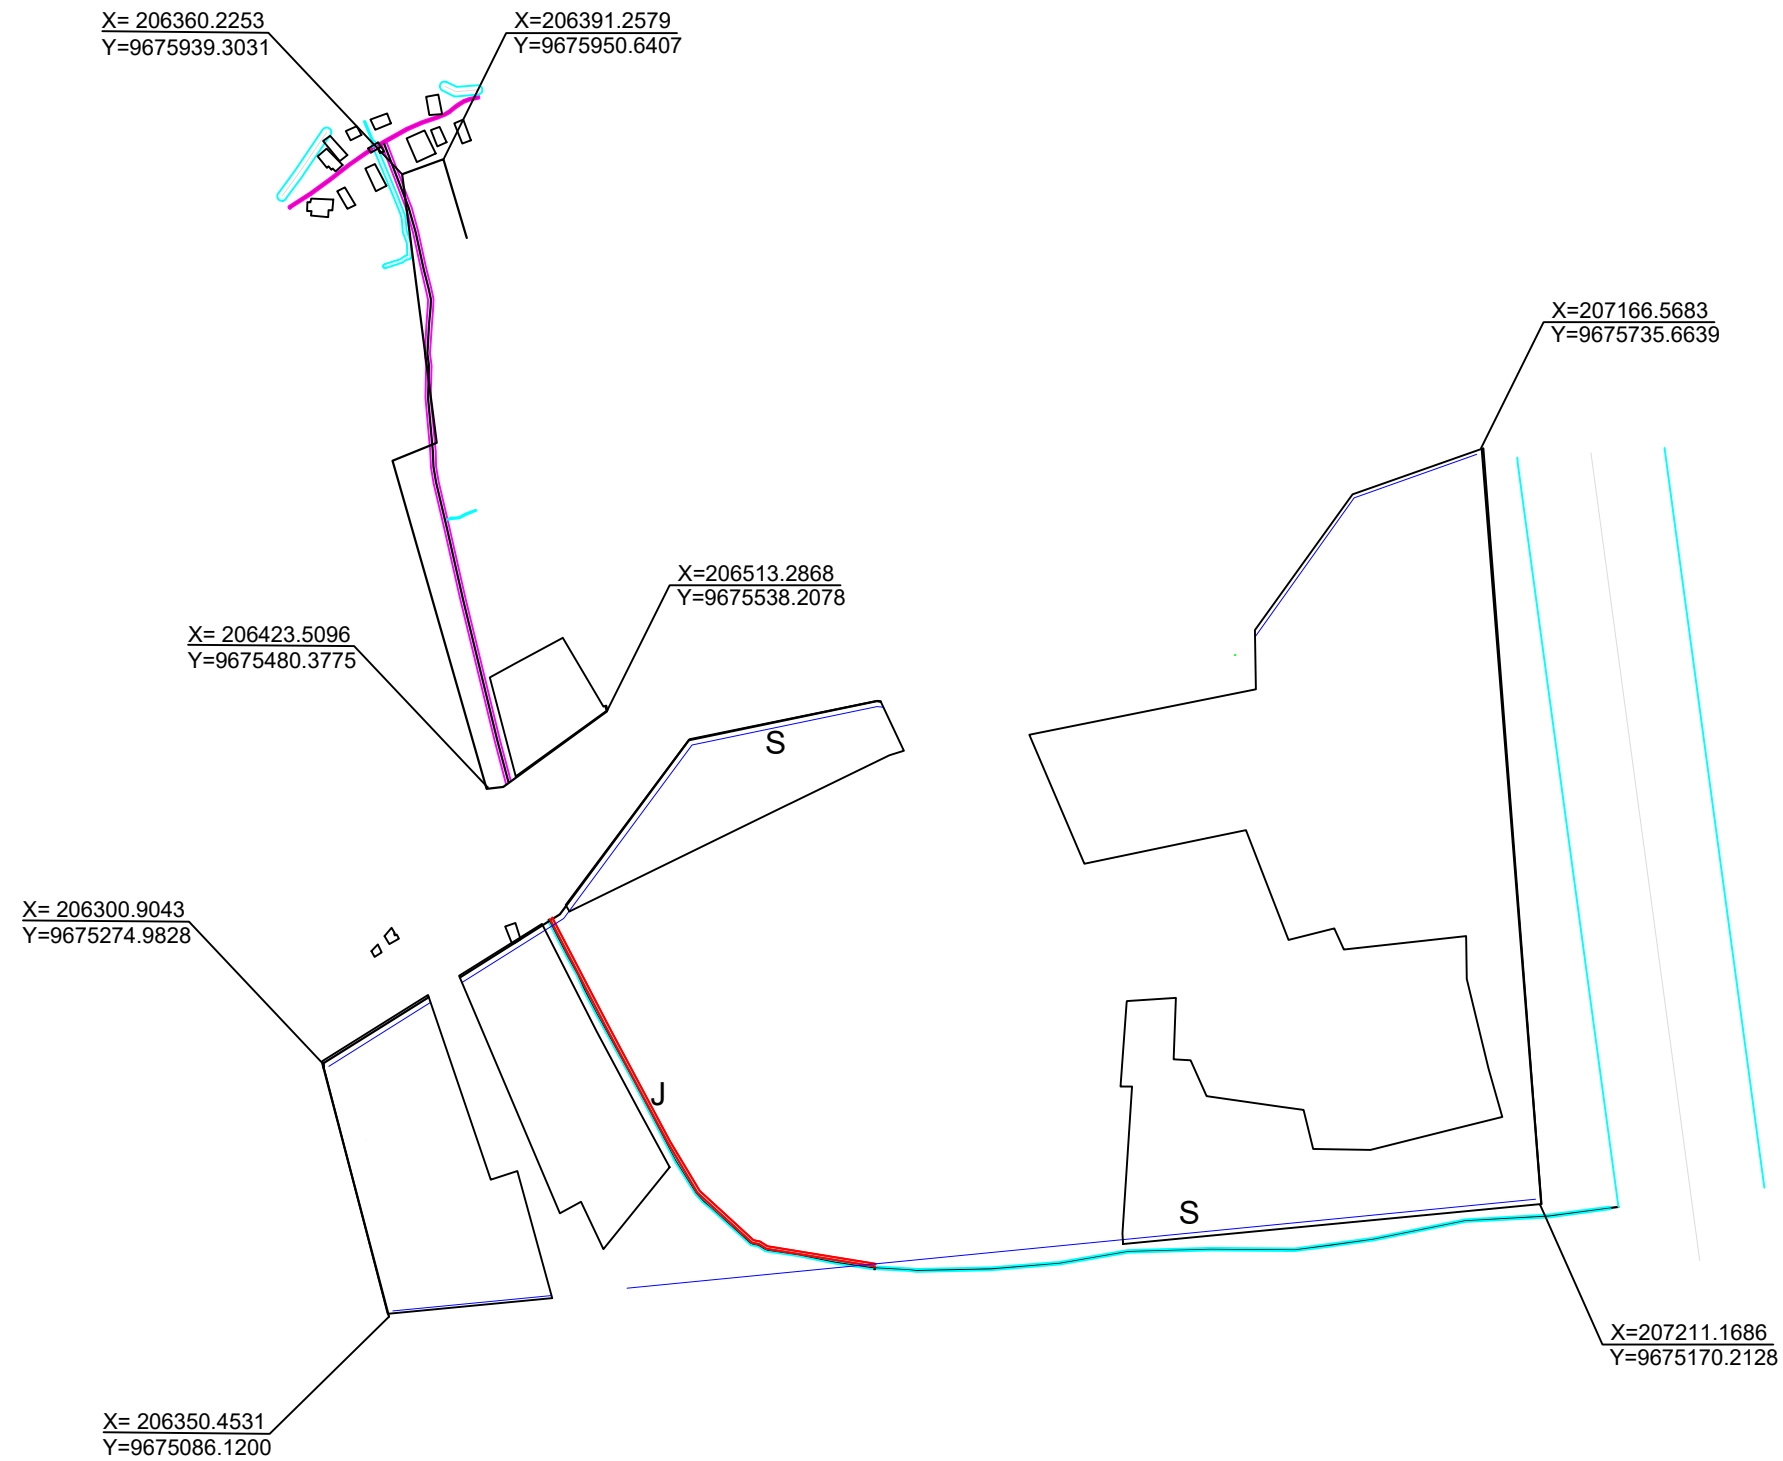 X= 206360.2253
Y=9675939.3031
X=206391.2579
Y=9675950.6407
X=207166.5683
Y=9675735.6639
X=206513.2868
Y=9675538.2078
X= 206423.5096
Y=9675480.3775
S
X= 206300.9043
Y=9675274.9828
J
S
X=207211.1686
Y=9675170.2128
X= 206350.4531
Y=9675086.1200